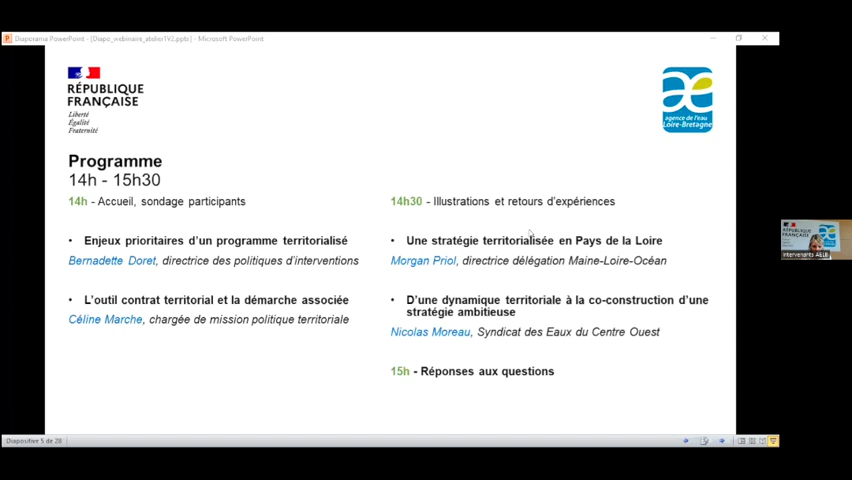 Diaporama PowerPoint - [Diapo_webinaire_atelier1V2.pptx] - Microsoft PowerPoint
RÉPUBLIQUE
FRANÇAISE
Liberté
Égalité
Fraternité
agence de l'eau
Loire-Bretagne
Programme
14h - 15h30
14h - Accueil, sondage participants
• Enjeux prioritaires d'un programme territorialisé
Bernadette Doret, directrice des politiques d'interventions
• L'outil contrat territorial et la démarche associée
Céline Marche, chargée de mission politique territoriale
14h30 - Illustrations et retours d'expériences
• Une stratégie territorialisée en Pays de la Loire
Morgan Priol, directrice délégation Maine-Loire-Océan
• D'une dynamique territoriale à la co-construction d'une
stratégie ambitieuse
Nicolas Moreau, Syndicat des Eaux du Centre Ouest
15h - Réponses aux questions
RÉPUBLIQUE
FRANÇAISE
Intervenants AELB
Diapositive 5 de 28